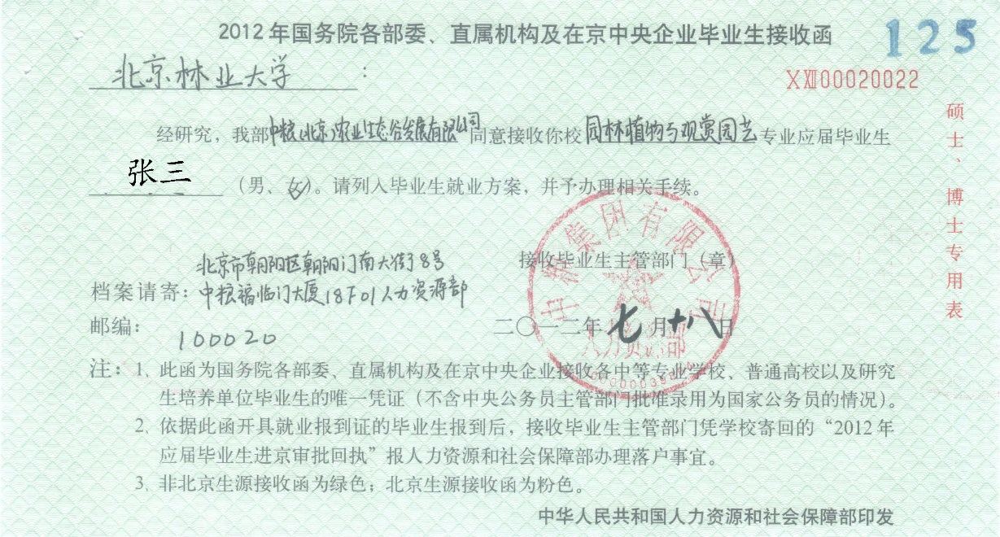 2012年国务院各部委、直属机构及在京中央企业毕业生接收函
125
北京林业大学：
XXⅢ00020022
硕士、博士专用表
经研究，我部中粮(北京)农业生态谷发展有限公司同意接收你校园林植物与观赏园艺专业应届毕业生
张三（男、女）。请列入毕业生就业方案，并予办理相关手续。
中粮集团有限公司
人力资源部
接收毕业生主管部门（章）
北京市朝阳区朝阳门南大街8号
档案请寄：中粮福临门大厦18F01人力资源部
邮编：100020
二〇一二年七月十八日
注：1、此函为国务院各部委、直属机构及在京中央企业接收各中等专业学校、普通高校以及研究
生培养单位毕业生的唯一凭证（不含中央公务员主管部门批准录用为国家公务员的情况）。
2、依据此函开具就业报到证的毕业生报到后，接收毕业生主管部门凭学校寄回的“2012年
应届毕业生进京审批回执”报人力资源和社会保障部办理落户事宜。
3、非北京生源接收函为绿色；北京生源接收函为粉色。
中华人民共和国人力资源和社会保障部印发